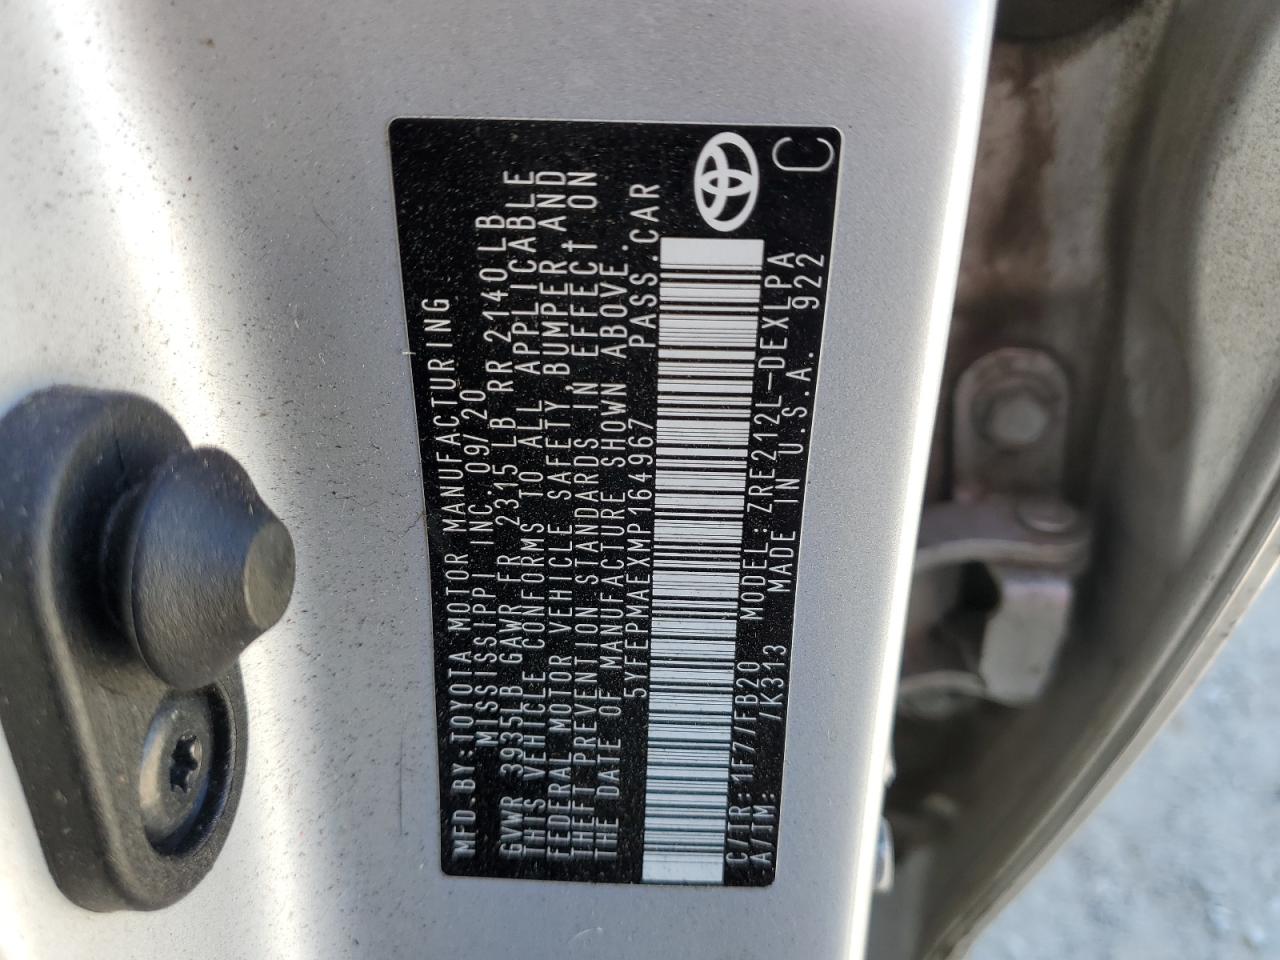 MFD.BY:TOYOTA MOTOR MANUFACTURING
MISSISSIPPI INC.09/20
GVWR 3935LB GAWR FR 2315LB RR 2140LB
THIS VEHICLE CONFORMS TO ALL APPLICABLE
FEDERAL MOTOR VEHICLE SAFETY,BUMPER,AND
THEFT PREVENTION STANDARDS IN EFFECT ON
THE DATE OF MANUFACTURE SHOWN ABOVE.
5YFEPMAEXMP164967 PASS.CAR
C/TR: 1F7/FB20 MODEL:ZRE212L-DEXLPA
A/TM: /K313 MADE IN U.S.A. 922
C